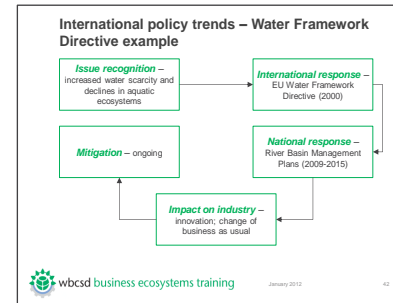 International policy trends – Water Framework
Directive example
Issue recognition –
increased water scarcity and
declines in aquatic
ecosystems
International response –
EU Water Framework
Directive (2000)
Mitigation – ongoing
National response –
River Basin Management
Plans (2009-2015)
Impact on industry –
innovation; change of
business as usual
wbcsd business ecosystems training
January 2012
42